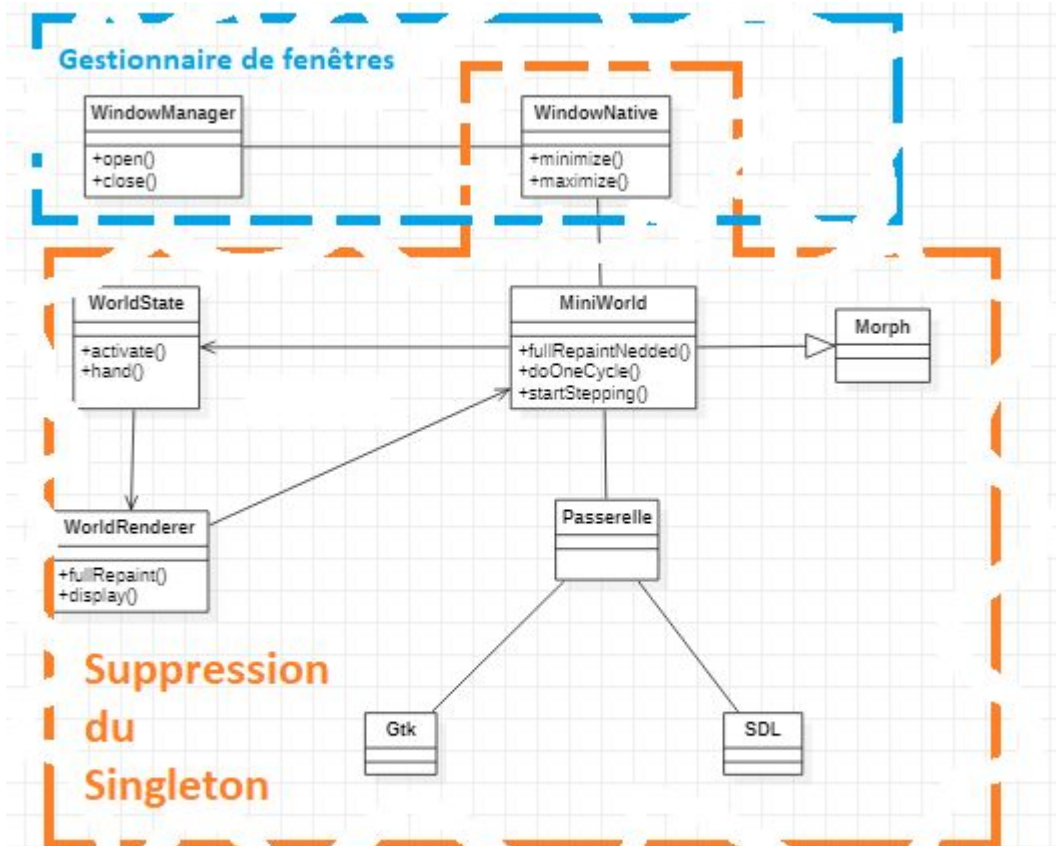 Gestionnaire de fenêtres
WindowManager
+open()
+close()
WindowNative
+minimize()
+maximize()
WorldState
+activate()
+hand()
MiniWorld
+fullRepaintNedded()
+doOneCycle()
+startStepping()
Morph
WorldRenderer
+fullRepaint()
+display()
Passerelle
Suppression
du
Singleton
Gtk
SDL